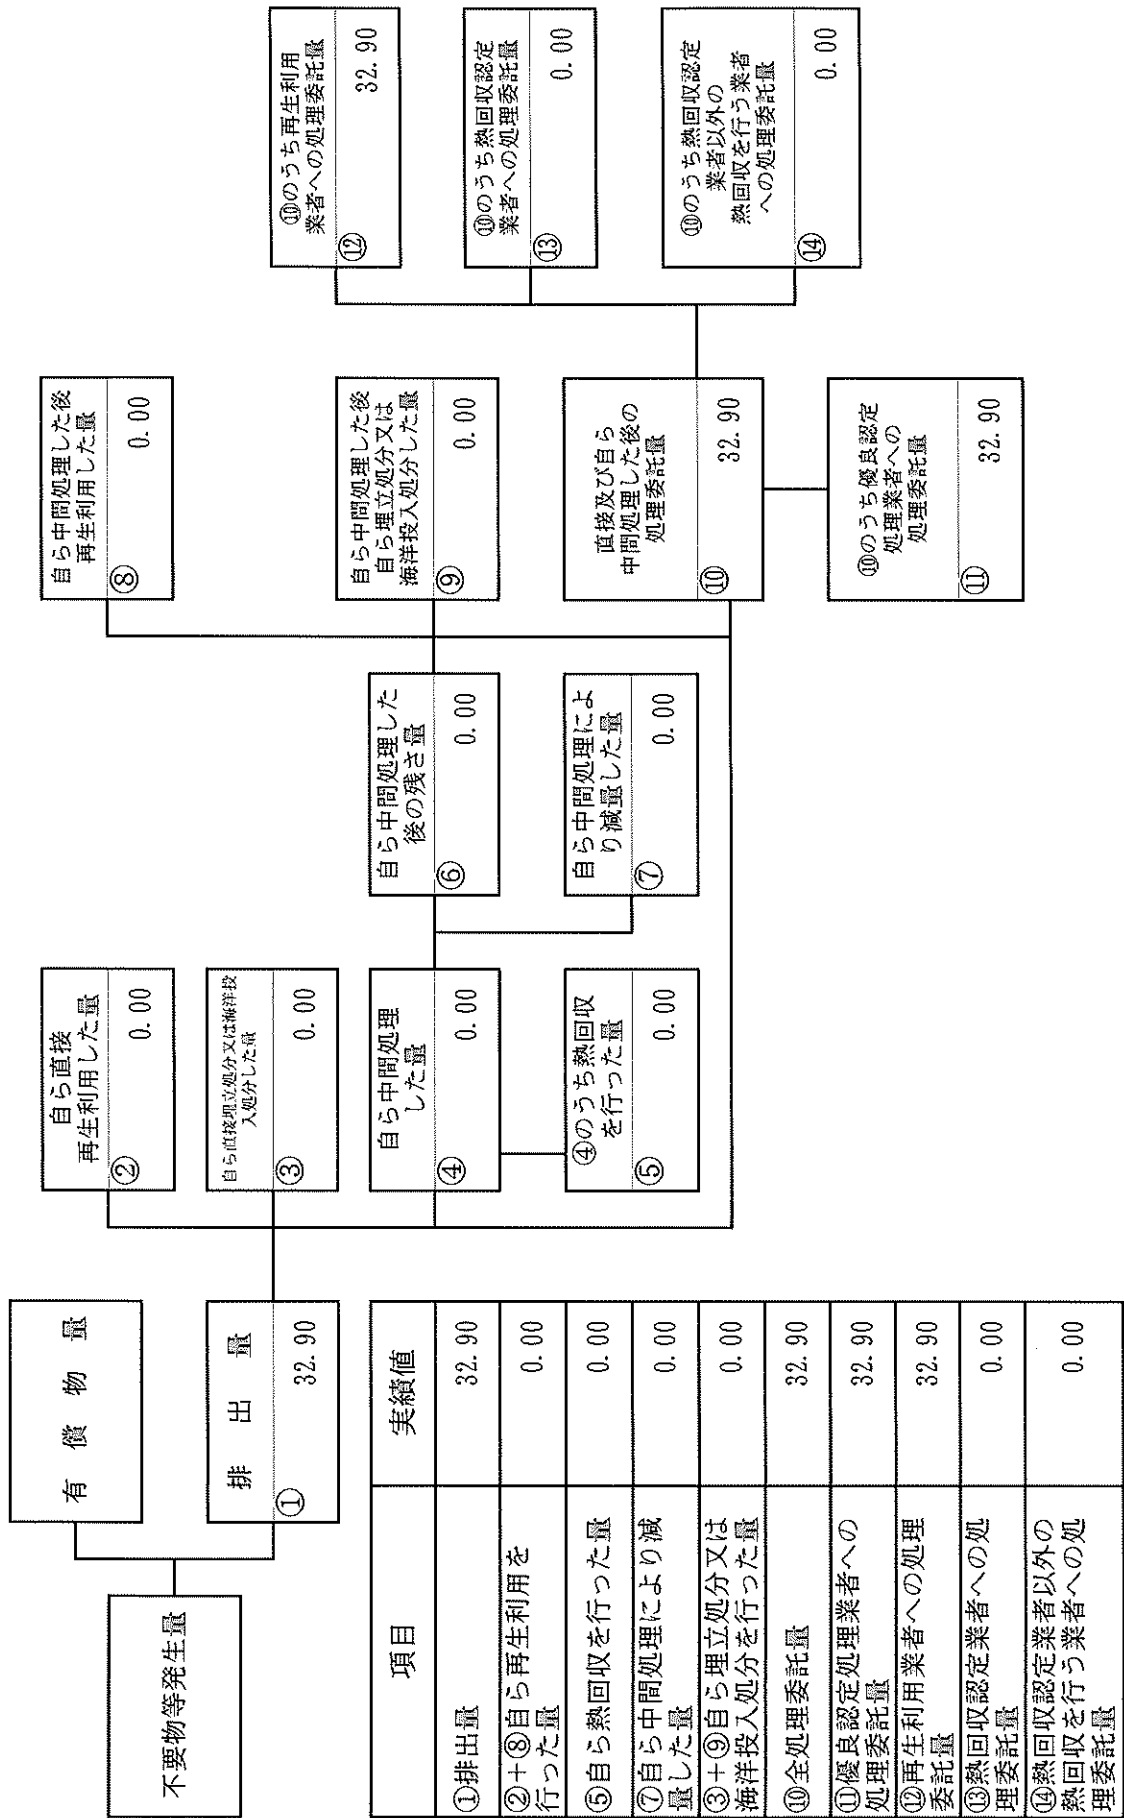 不要物等発生量
有償物量
排出量
①
32.90
自ら直接
再生利用した量
②
0.00
自ら直接埋立処分又は海洋投
入処分した量
③
0.00
自ら中間処理
した量
④
0.00
④のうち熱回収
を行った量
⑤
0.00
自ら中間処理した
後の残さ量
⑥
0.00
自ら中間処理によ
り減量した量
⑦
0.00
自ら中間処理した後
再生利用した量
⑧
0.00
自ら中間処理した後
自ら埋立処分又は
海洋投入処分した量
⑨
0.00
直接及び自ら
中間処理した後の
処理委託量
⑩
32.90
⑩のうち優良認定
処理業者への
処理委託量
⑪
32.90
⑩のうち再生利用
業者への処理委託量
⑫
32.90
⑩のうち熱回収認定
業者への処理委託量
⑬
0.00
⑩のうち熱回収認定
業者以外の
熱回収を行う業者
への処理委託量
⑭
0.00
項目
実績値
①排出量
32.90
②+⑧自ら再生利用を
行った量
0.00
⑤自ら熱回収を行った量
0.00
⑦自ら中間処理により減
量した量
0.00
③+⑨自ら埋立処分又は
海洋投入処分を行った量
0.00
⑩全処理委託量
32.90
⑪優良認定処理業者への
処理委託量
32.90
⑫再生利用業者への処理
委託量
32.90
⑬熱回収認定業者への処
理委託量
0.00
⑭熱回収認定業者以外の
熱回収を行う業者への処
理委託量
0.00